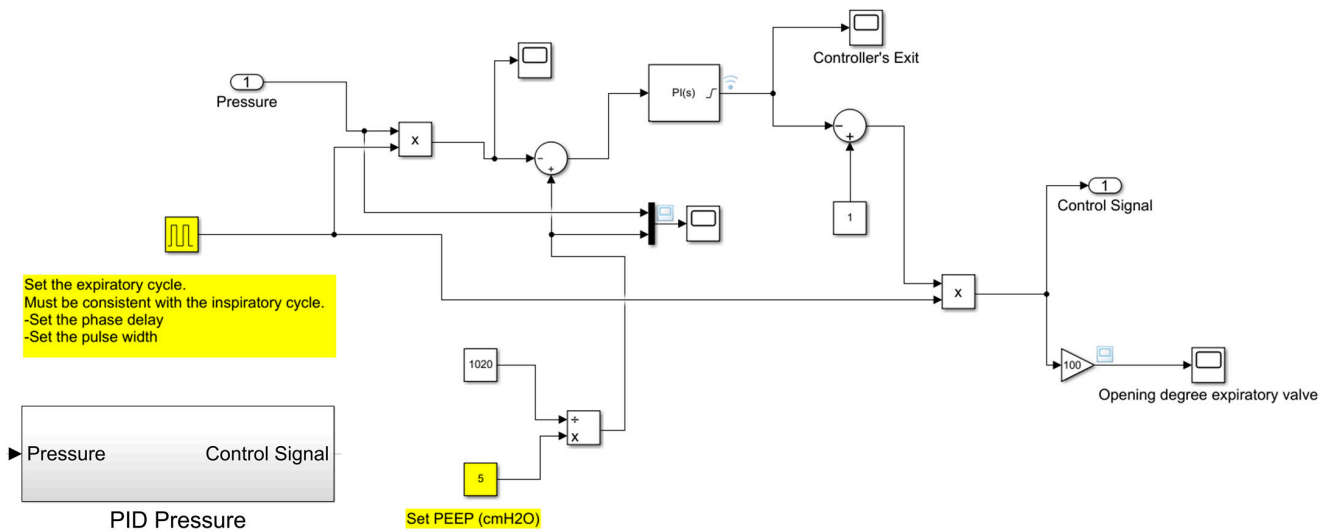 Controller's Exit
1
Pressure
PI(s)
x
-
+
-
+
1
1
Control Signal
Set the expiratory cycle.
Must be consistent with the inspiratory cycle.
-Set the phase delay
-Set the pulse width
x
1020
÷
x
100
Opening degree expiratory valve
Pressure
Control Signal
5
PID Pressure
Set PEEP (cmH2O)